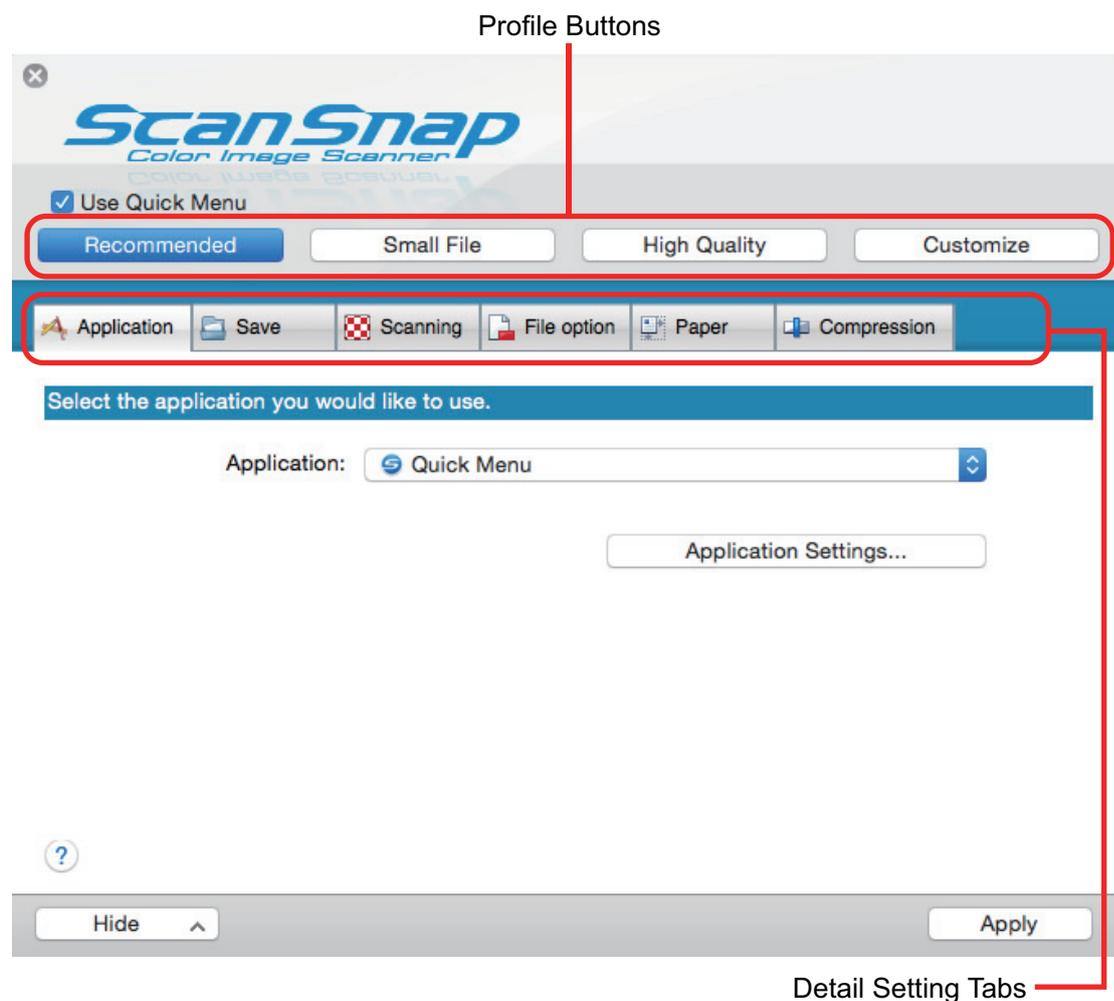 Profile Buttons
ScanSnap
Color Image Scanner
Use Quick Menu
Recommended Small File High Quality Customize
Application Save Scanning File option Paper Compression
Select the application you would like to use.
Application: Quick Menu
Application Settings...
?
Hide Apply
Detail Setting Tabs